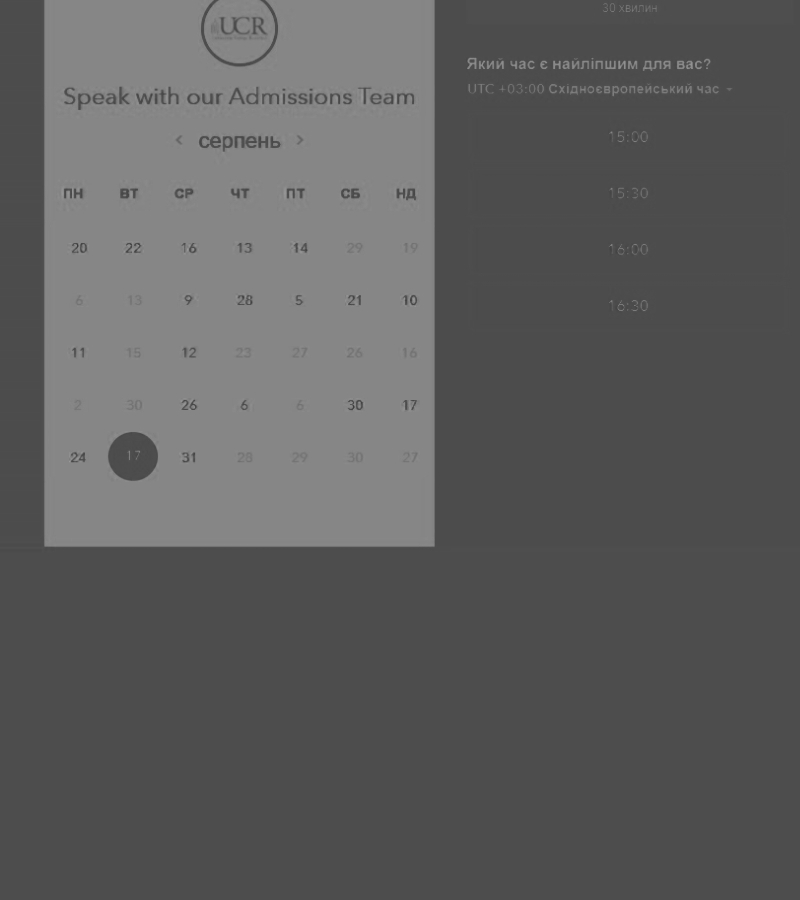 UCR
Speak with our Admissions Team
серпень
ПН ВТ СР ЧТ ПТ СБ НД
20 22 16 13 14 29 19
6 13 9 28 5 21 10
11 15 12 23 27 26 16
2 30 26 6 6 30 17
24 17 31 28 29 30 27
30 хвилин
Який час є найліпшим для вас?
UTC +03:00 Східноєвропейський час
15:00
15:30
16:00
16:30